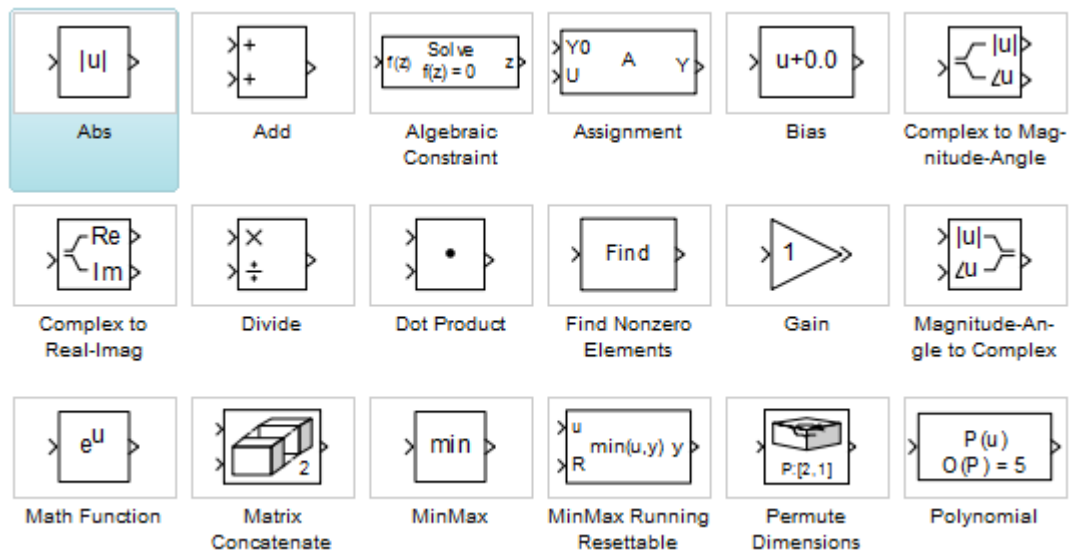 |u|
Abs
+
+
Add
f(z) Solve f(z) = 0 z
Algebraic
Constraint
Y0
U
A
Y
Assignment
u+0.0
Bias
|u|
∠u
Complex to Mag-
nitude-Angle
Re
Im
Complex to
Real-Imag
×
÷
Divide
Dot Product
Find
Find Nonzero
Elements
1
Gain
|u|
∠u
Magnitude-An-
gle to Complex
eu
Math Function
2
Matrix
Concatenate
min
MinMax
u
R
min(u,y) y
MinMax Running
Resettable
P:[2,1]
Permute
Dimensions
P(u)
O(P) = 5
Polynomial